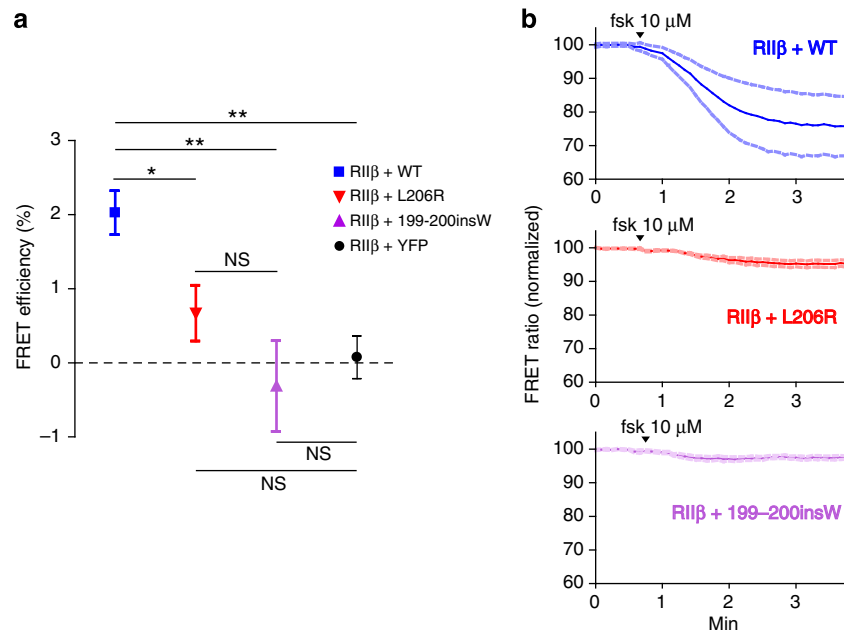 a
3
2
1
0
−1
FRET efficiency (%)
**
**
*
NS
NS
NS
RIIβ + WT
RIIβ + L206R
RIIβ + 199-200insW
RIIβ + YFP
b
FRET ratio (normalized)
fsk 10 μM
RIIβ + WT
100
90
80
70
60
0
1
2
3
fsk 10 μM
RIIβ + L206R
100
90
80
70
60
0
1
2
3
fsk 10 μM
RIIβ + 199–200insW
100
90
80
70
60
0
1
2
3
Min